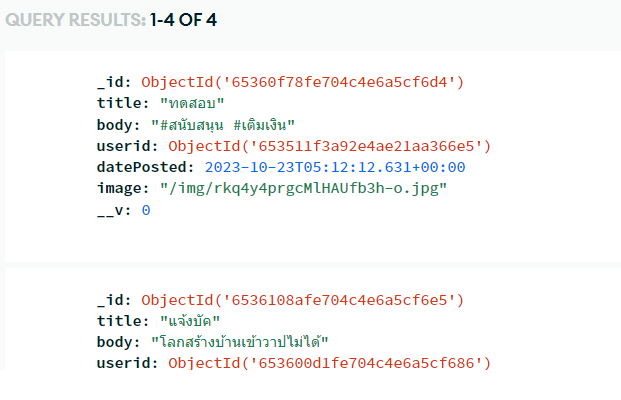 QUERY RESULTS: 1-4 OF 4
_id: ObjectId('65360f78fe704c4e6a5cf6d4')
title: "ทดสอบ"
body: "#สนับสนุน #เติมเงิน"
userid: ObjectId('653511f3a92e4ae21aa366e5')
datePosted: 2023-10-23T05:12:12.631+00:00
image: "/img/rkq4y4prgcMlHAUfb3h-o.jpg"
__v: 0
_id: ObjectId('6536108afe704c4e6a5cf6e5')
title: "แจ้งบัค"
body: "โลกสร้างบ้านเข้าวาปไม่ได้"
userid: ObjectId('653600d1fe704c4e6a5cf686')